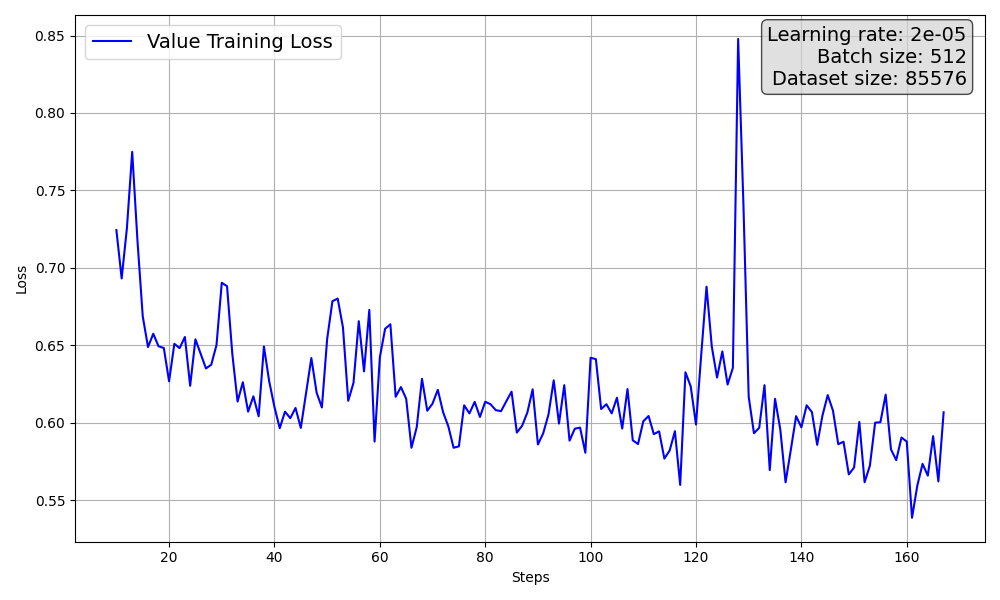 Value Training Loss
Learning rate: 2e-05
Batch size: 512
Dataset size: 85576
0.85
0.80
0.75
0.70
0.65
0.60
0.55
Loss
20
40
60
80
100
120
140
160
Steps